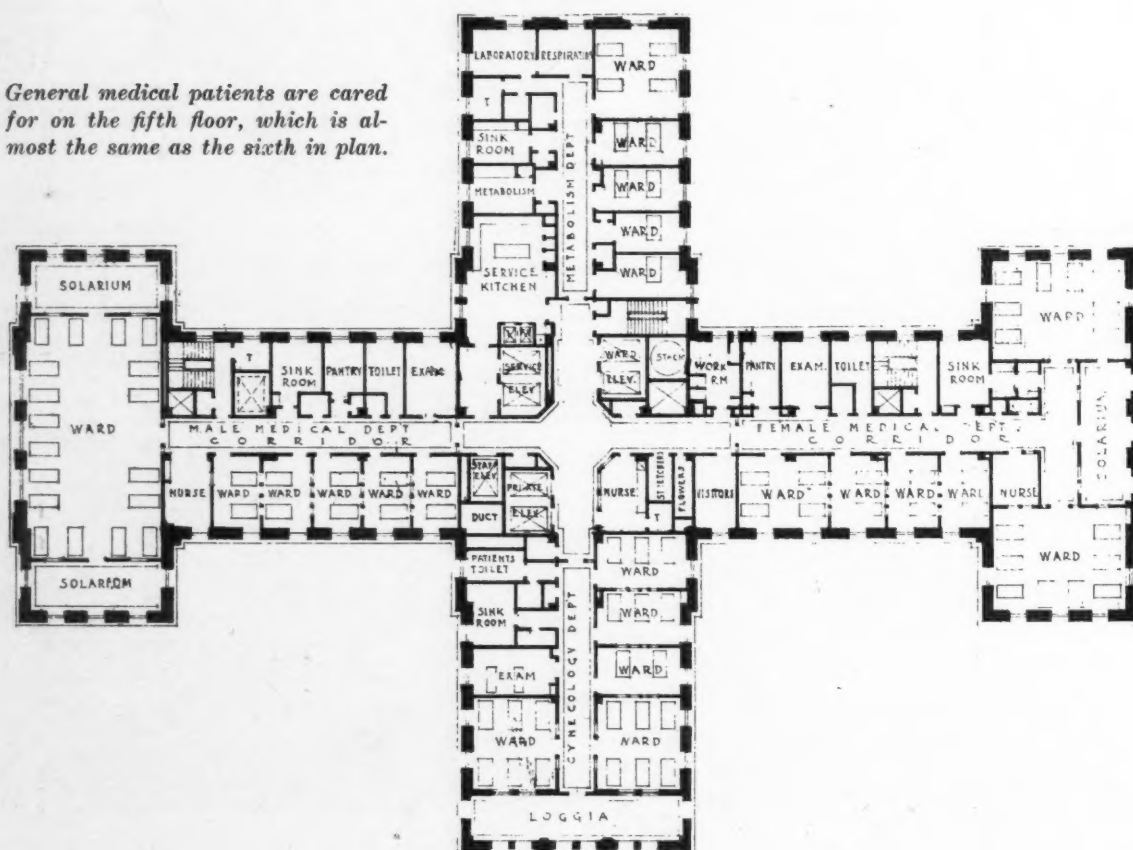 General medical patients are cared
for on the fifth floor, which is al-
most the same as the sixth in plan.
LABORATORY
RESPIRATION
WARD
T
SINK
ROOM
WARD
METABOLISM
WARD
METABOLISM DEPT
WARD
SERVICE
KITCHEN
WARD
SOLARIUM
WARD
T
SINK
ROOM
PANTRY
TOILET
EXAM
SERVICE
ELEV.
WARD
ELEV.
WORK
RM
PANTRY
EXAM.
TOILET
SINK
ROOM
WARD
MALE MEDICAL DEPT
CORRIDOR
FEMALE MEDICAL DEPT.
CORRIDOR
SOLARIUM
NURSE
WARD
WARD
WARD
WARD
WARD
STAFF
ELEV.
PRIVATE
ELEV.
DUCT
NURSE
T
STRETCHERS
FLOWERS
VISITORS
WARD
WARD
WARD
WARD
NURSE
WARD
SOLARIUM
PATIENTS
TOILET
WARD
SINK
ROOM
WARD
GYNECOLOGY DEPT
EXAM
WARD
WARD
WARD
LOGGIA